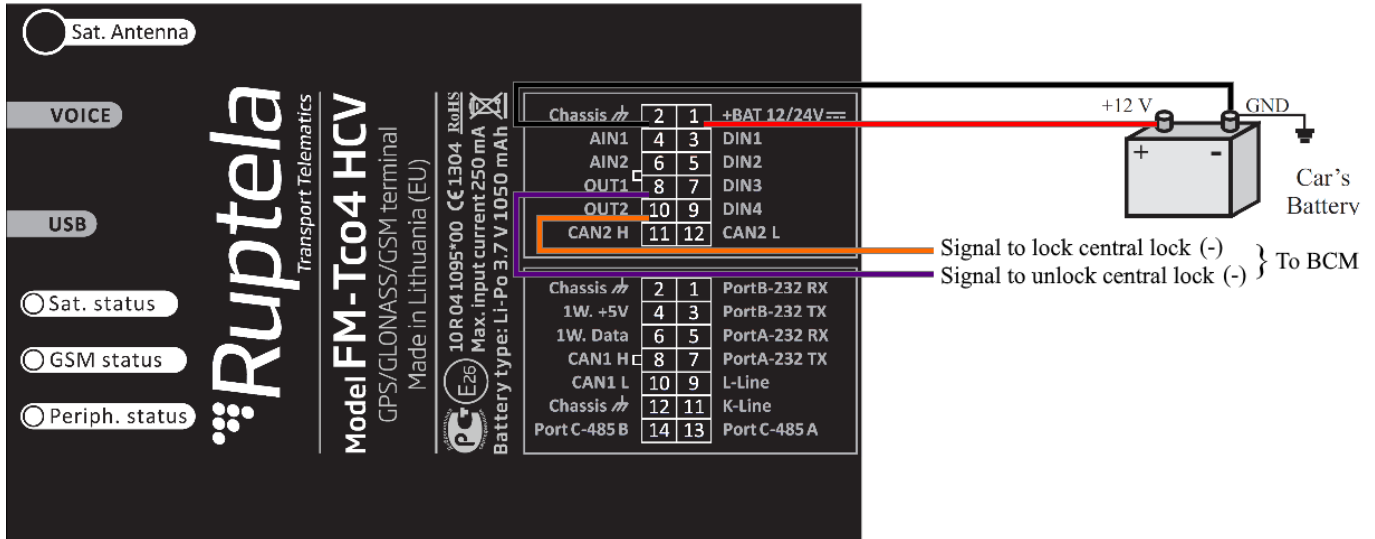 Sat. Antenna
VOICE
USB
Sat. status
GSM status
Periph. status
Ruptela
Transport Telematics
Model FM-Tco4 HCV
GPS/GLONASS/GSM terminal
Made in Lithuania (EU)
E26
10 R 04 1095*00 CE 1304 RoHS
Max. input current 250 mA
Battery type: Li-Po 3.7 V 1050 mAh
Chassis 2 1 +BAT 12/24V
AIN1 4 3 DIN1
AIN2 6 5 DIN2
OUT1 8 7 DIN3
OUT2 10 9 DIN4
CAN2 H 11 12 CAN2 L
Chassis 2 1 PortB-232 RX
1W. +5V 4 3 PortB-232 TX
1W. Data 6 5 PortA-232 RX
CAN1 H 8 7 PortA-232 TX
CAN1 L 10 9 L-Line
Chassis 12 11 K-Line
Port C-485 B 14 13 Port C-485 A
+12 V GND
+ -
Car's
Battery
Signal to lock central lock (-)
Signal to unlock central lock (-)
} To BCM